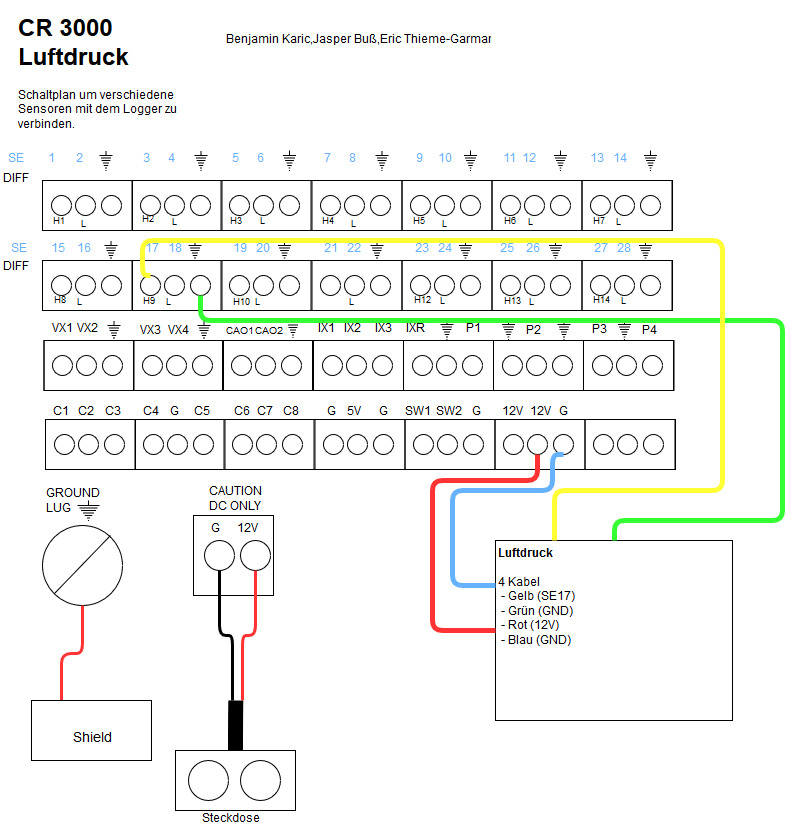 CR 3000
Luftdruck
Benjamin Karic,Jasper Buß,Eric Thieme-Garmar
Schaltplan um verschiedene
Sensoren mit dem Logger zu
verbinden.
SE 1 2 3 4 5 6 7 8 9 10 11 12 13 14
DIFF
H1 L H2 L H3 L H4 L H5 L H6 L H7 L
SE 15 16 17 18 19 20 21 22 23 24 25 26 27 28
DIFF
H8 L H9 L H10 L L H12 L H13 L H14 L
VX1 VX2 VX3 VX4 CAO1 CAO2 IX1 IX2 IX3 IXR P1 P2 P3 P4
C1 C2 C3 C4 G C5 C6 C7 C8 G 5V G SW1 SW2 G 12V 12V G
GROUND
LUG
CAUTION
DC ONLY
G 12V
Luftdruck
4 Kabel
- Gelb (SE17)
- Grün (GND)
- Rot (12V)
- Blau (GND)
Shield
Steckdose